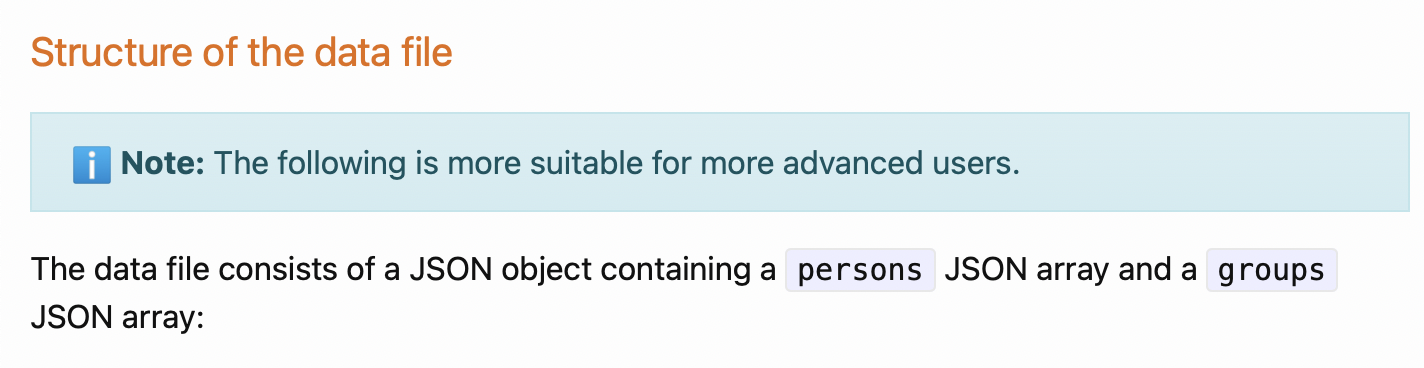 Structure of the data file
ℹ️ Note: The following is more suitable for more advanced users.
The data file consists of a JSON object containing a persons JSON array and a groups
JSON array: